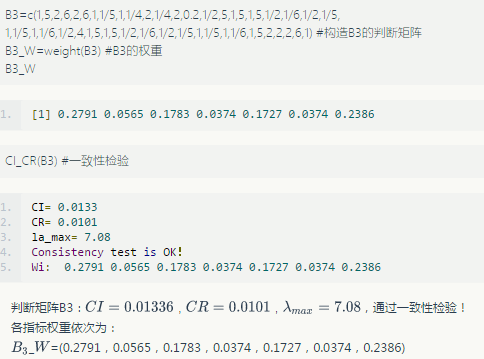 B3=c(1,5,2,6,2,6,1,1/5,1,1/4,2,1/4,2,0.2,1/2,5,1,5,1,5,1/2,1/6,1/2,1/5,
1,1/5,1,1/6,1/2,4,1,5,1,5,1/2,1/6,1/2,1/5,1,1/5,1,1/6,1,5,2,2,2,6,1) #构造B3的判断矩阵
B3_W=weight(B3) #B3的权重
B3_W
1. [1] 0.2791 0.0565 0.1783 0.0374 0.1727 0.0374 0.2386
CI_CR(B3) #一致性检验
1. CI= 0.0133
2. CR= 0.0101
3. la_max= 7.08
4. Consistency test is OK!
5. Wi: 0.2791 0.0565 0.1783 0.0374 0.1727 0.0374 0.2386
判断矩阵B3：CI = 0.01336，CR = 0.0101，λmax = 7.08，通过一致性检验！
各指标权重依次为：
B3_W=(0.2791，0.0565，0.1783，0.0374，0.1727，0.0374，0.2386)